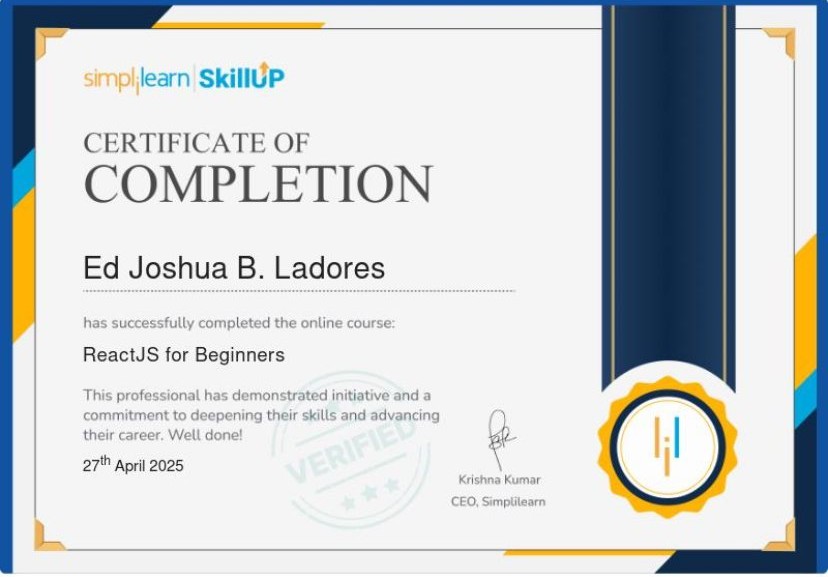 simplilearn | SkillUP
CERTIFICATE OF
COMPLETION
Ed Joshua B. Ladores
has successfully completed the online course:
ReactJS for Beginners
This professional has demonstrated initiative and a
commitment to deepening their skills and advancing
their career. Well done!
VERIFIED
27th April 2025
Krishna Kumar
CEO, Simplilearn